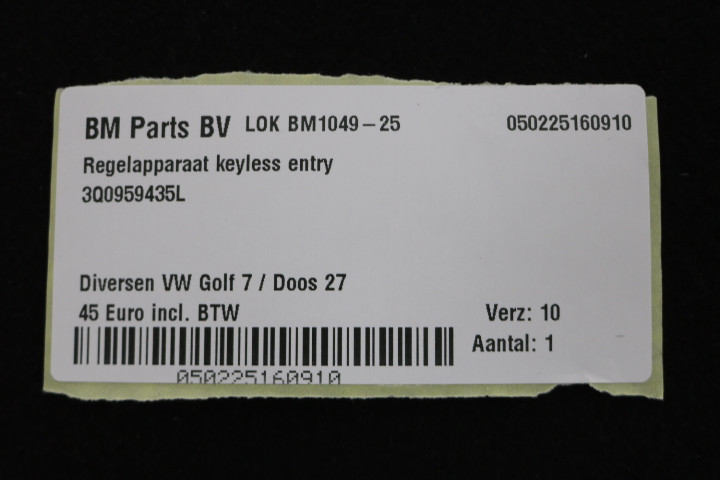 BM Parts BV LOK BM1049-25 050225160910
Regelapparaat keyless entry
3Q0959435L
Diversen VW Golf 7 / Doos 27
45 Euro incl. BTW Verz: 10
Aantal: 1
050225160910